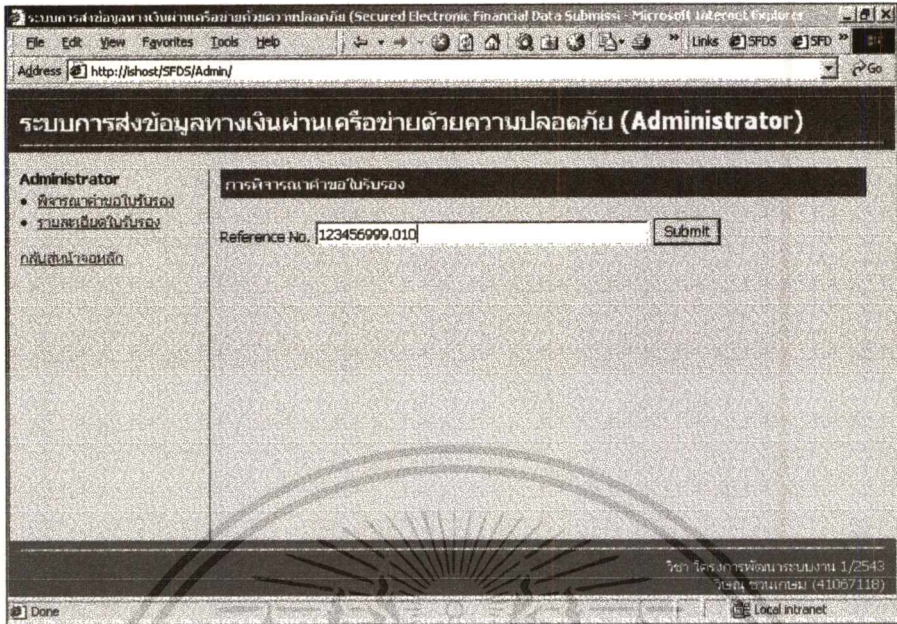 ระบบการส่งข้อมูลทางเงินผ่านเครือข่ายด้วยความปลอดภัย (Secured Electronic Financial Data Submissi - Microsoft Internet Explorer
File Edit View Favorites Tools Help Links SFDS SFD
Address http://ishost/SFDS/Admin/ Go
ระบบการส่งข้อมูลทางเงินผ่านเครือข่ายด้วยความปลอดภัย (Administrator)
Administrator
• พิจารณาคำขอใบรับรอง
• รายละเอียดใบรับรอง
กลับสู่หน้าจอหลัก
การพิจารณาคำขอใบรับรอง
Reference No. 123456999.010 Submit
วิชา โครงการพัฒนาระบบงาน 1/2543
(41067118)
Done Local intranet